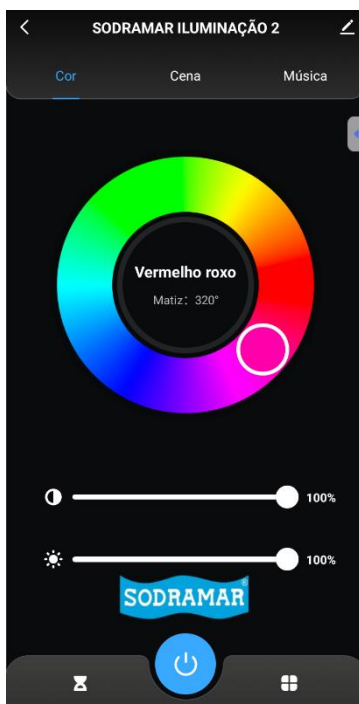 SODRAMAR ILUMINAÇÃO 2
Cor Cena Música
Vermelho roxo
Matiz: 320°
100%
100%
SODRAMAR®